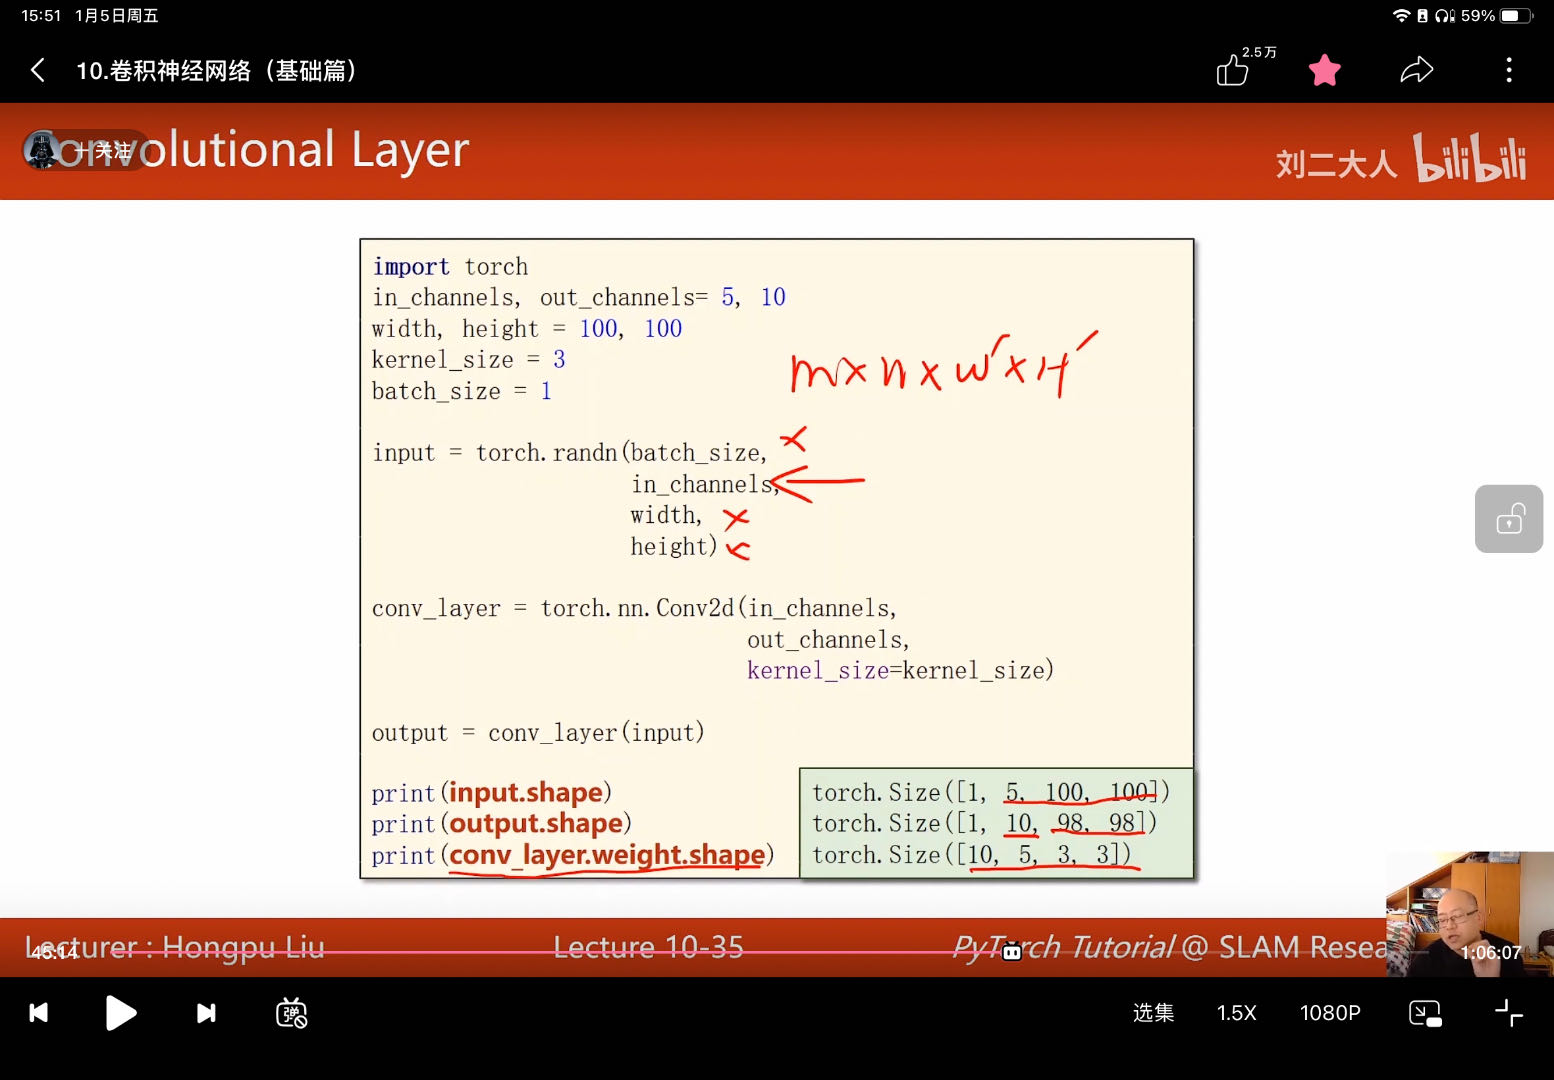 15:51 1月5日周五
59%
10.卷积神经网络（基础篇）
2.5万
Convolutional Layer
十关注
刘二大人 bilibili
import torch
in_channels, out_channels= 5, 10
width, height = 100, 100
kernel_size = 3
batch_size = 1
m×n×w′×H′
input = torch.randn(batch_size,
in_channels,
width,
height)
conv_layer = torch.nn.Conv2d(in_channels,
out_channels,
kernel_size=kernel_size)
output = conv_layer(input)
print(input.shape)
print(output.shape)
print(conv_layer.weight.shape)
torch.Size([1, 5, 100, 100])
torch.Size([1, 10, 98, 98])
torch.Size([10, 5, 3, 3])
Lecturer : Hongpu Liu
Lecture 10-35
PyTorch Tutorial @ SLAM Resea
45:14
1:06:07
弹
选集
1.5X
1080P